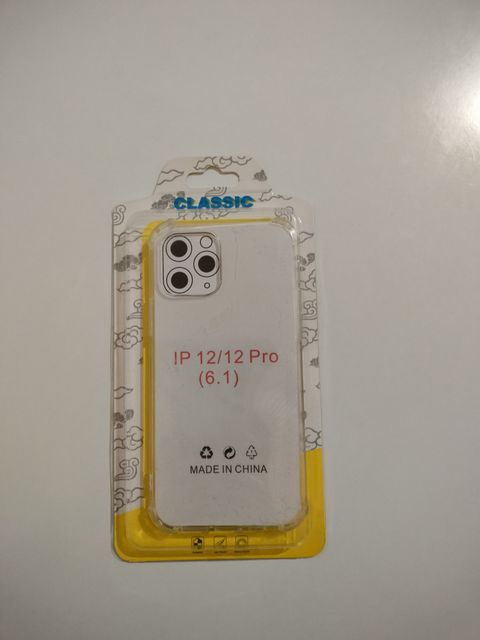 CLASSIC
IP 12/12 Pro
(6.1)
MADE IN CHINA